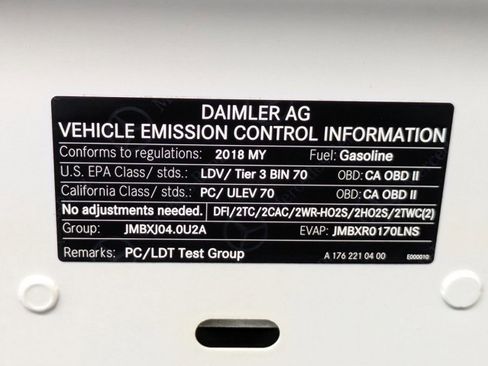 DAIMLER AG
VEHICLE EMISSION CONTROL INFORMATION
Conforms to regulations: 2018 MY Fuel: Gasoline
U.S. EPA Class/ stds.: LDV/ Tier 3 BIN 70 OBD: CA OBD II
California Class/ stds.: PC/ ULEV 70 OBD: CA OBD II
No adjustments needed. DFI/2TC/2CAC/2WR-HO2S/2HO2S/2TWC(2)
Group: JMBXJ04.0U2A EVAP: JMBXR0170LNS
Remarks: PC/LDT Test Group A 176 221 04 00 E000010